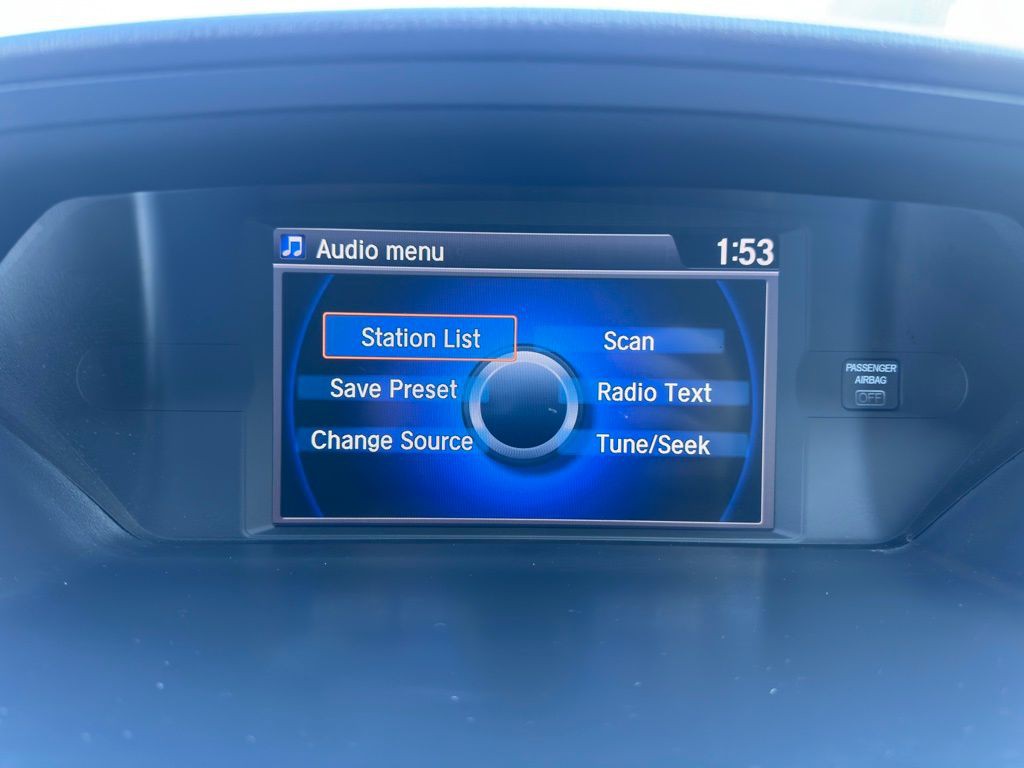 Audio menu
1:53
Station List
Scan
Save Preset
Radio Text
Change Source
Tune/Seek
PASSENGER
AIRBAG
OFF